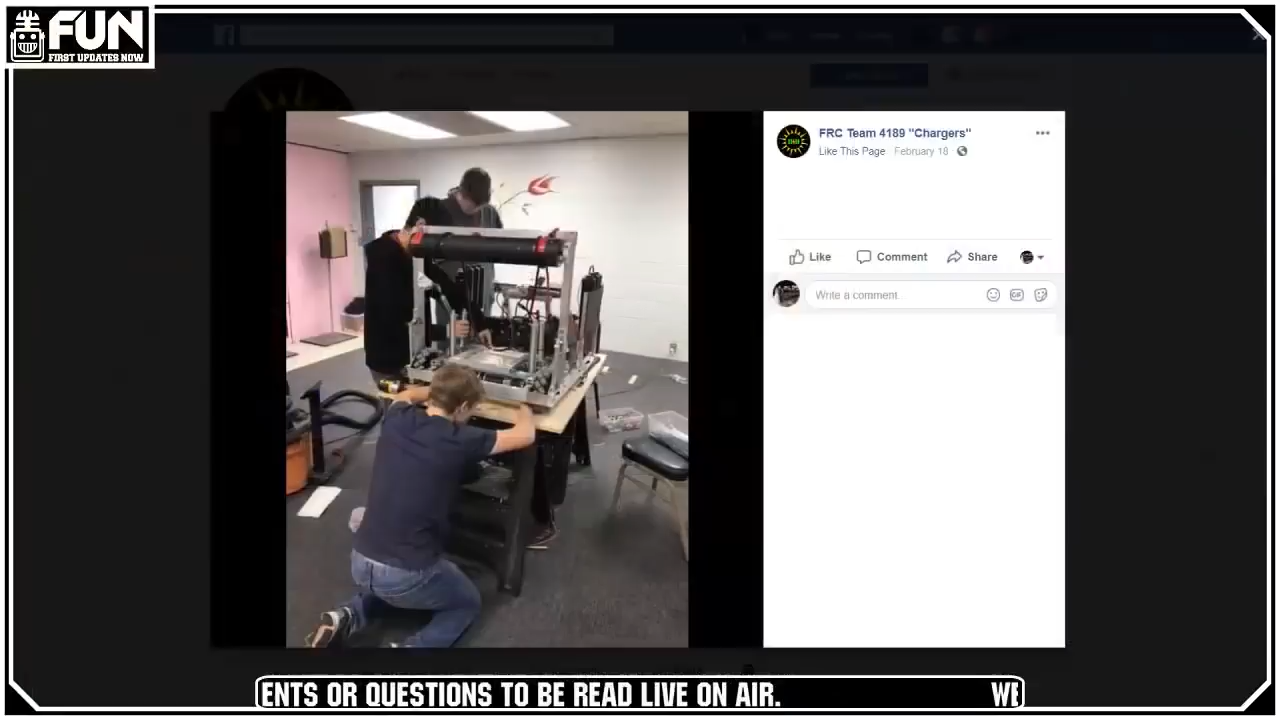 FUN
FIRST UPDATES NOW
FRC Team 4189 "Chargers"
Like This Page February 18
Like Comment Share
Write a comment
GIF
ENTS OR QUESTIONS TO BE READ LIVE ON AIR. WE